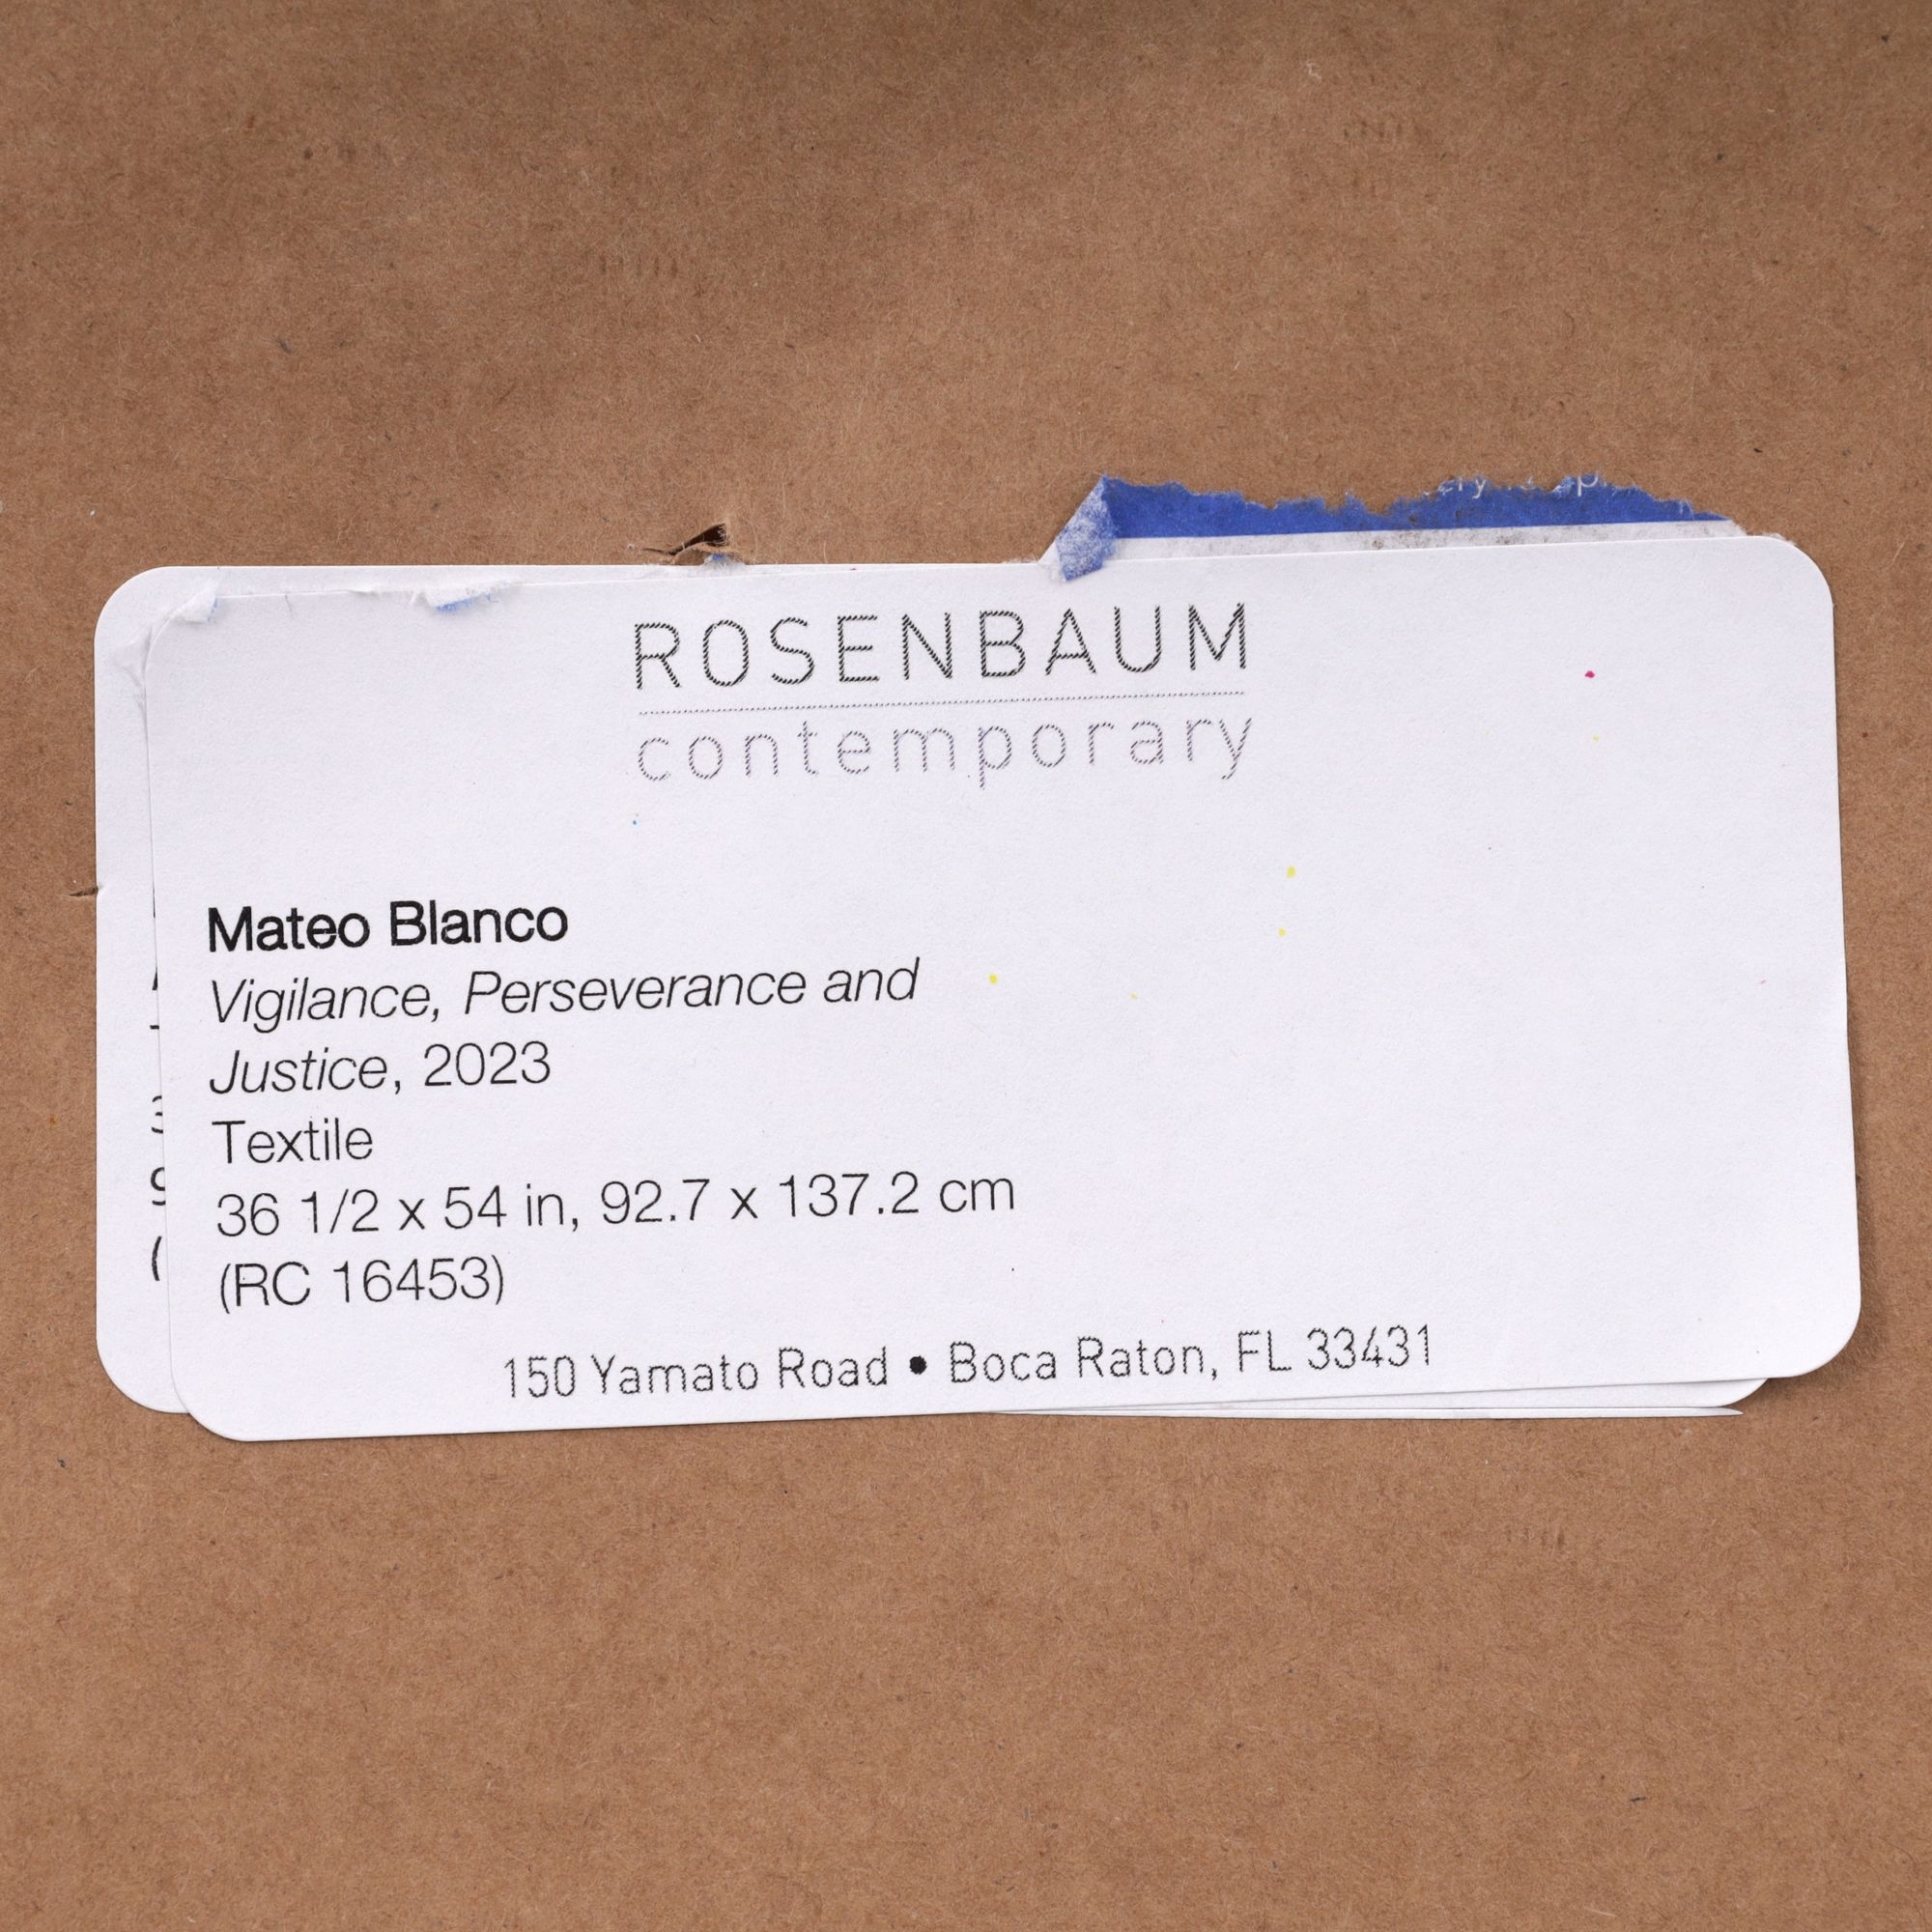 ROSENBAUM
contemporary
Mateo Blanco
Vigilance, Perseverance and
Justice, 2023
Textile
36 1/2 x 54 in, 92.7 x 137.2 cm
(RC 16453)
150 Yamato Road • Boca Raton, FL 33431